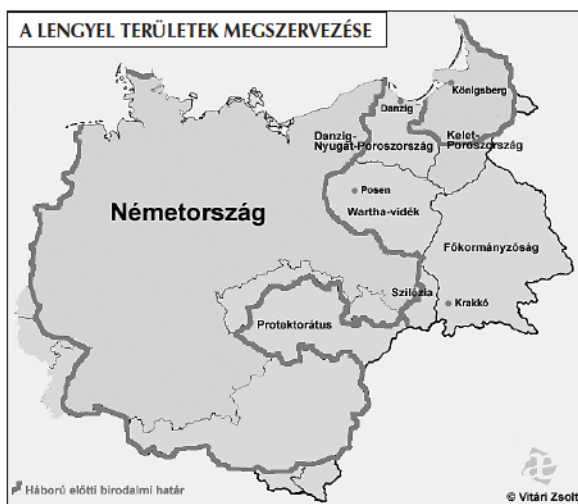 A LENGYEL TERÜLETEK MEGSZERVEZÉSE
Königsberg
Danzig
Danzig-
Nyugat-Poroszország
Kelet-
Poroszország
Posen
Wartha-vidék
Németország
Főkormányzóság
Szilézia
Krakkó
Protektorátus
Háború előtti birodalmi határ
© Vitári Zsolt